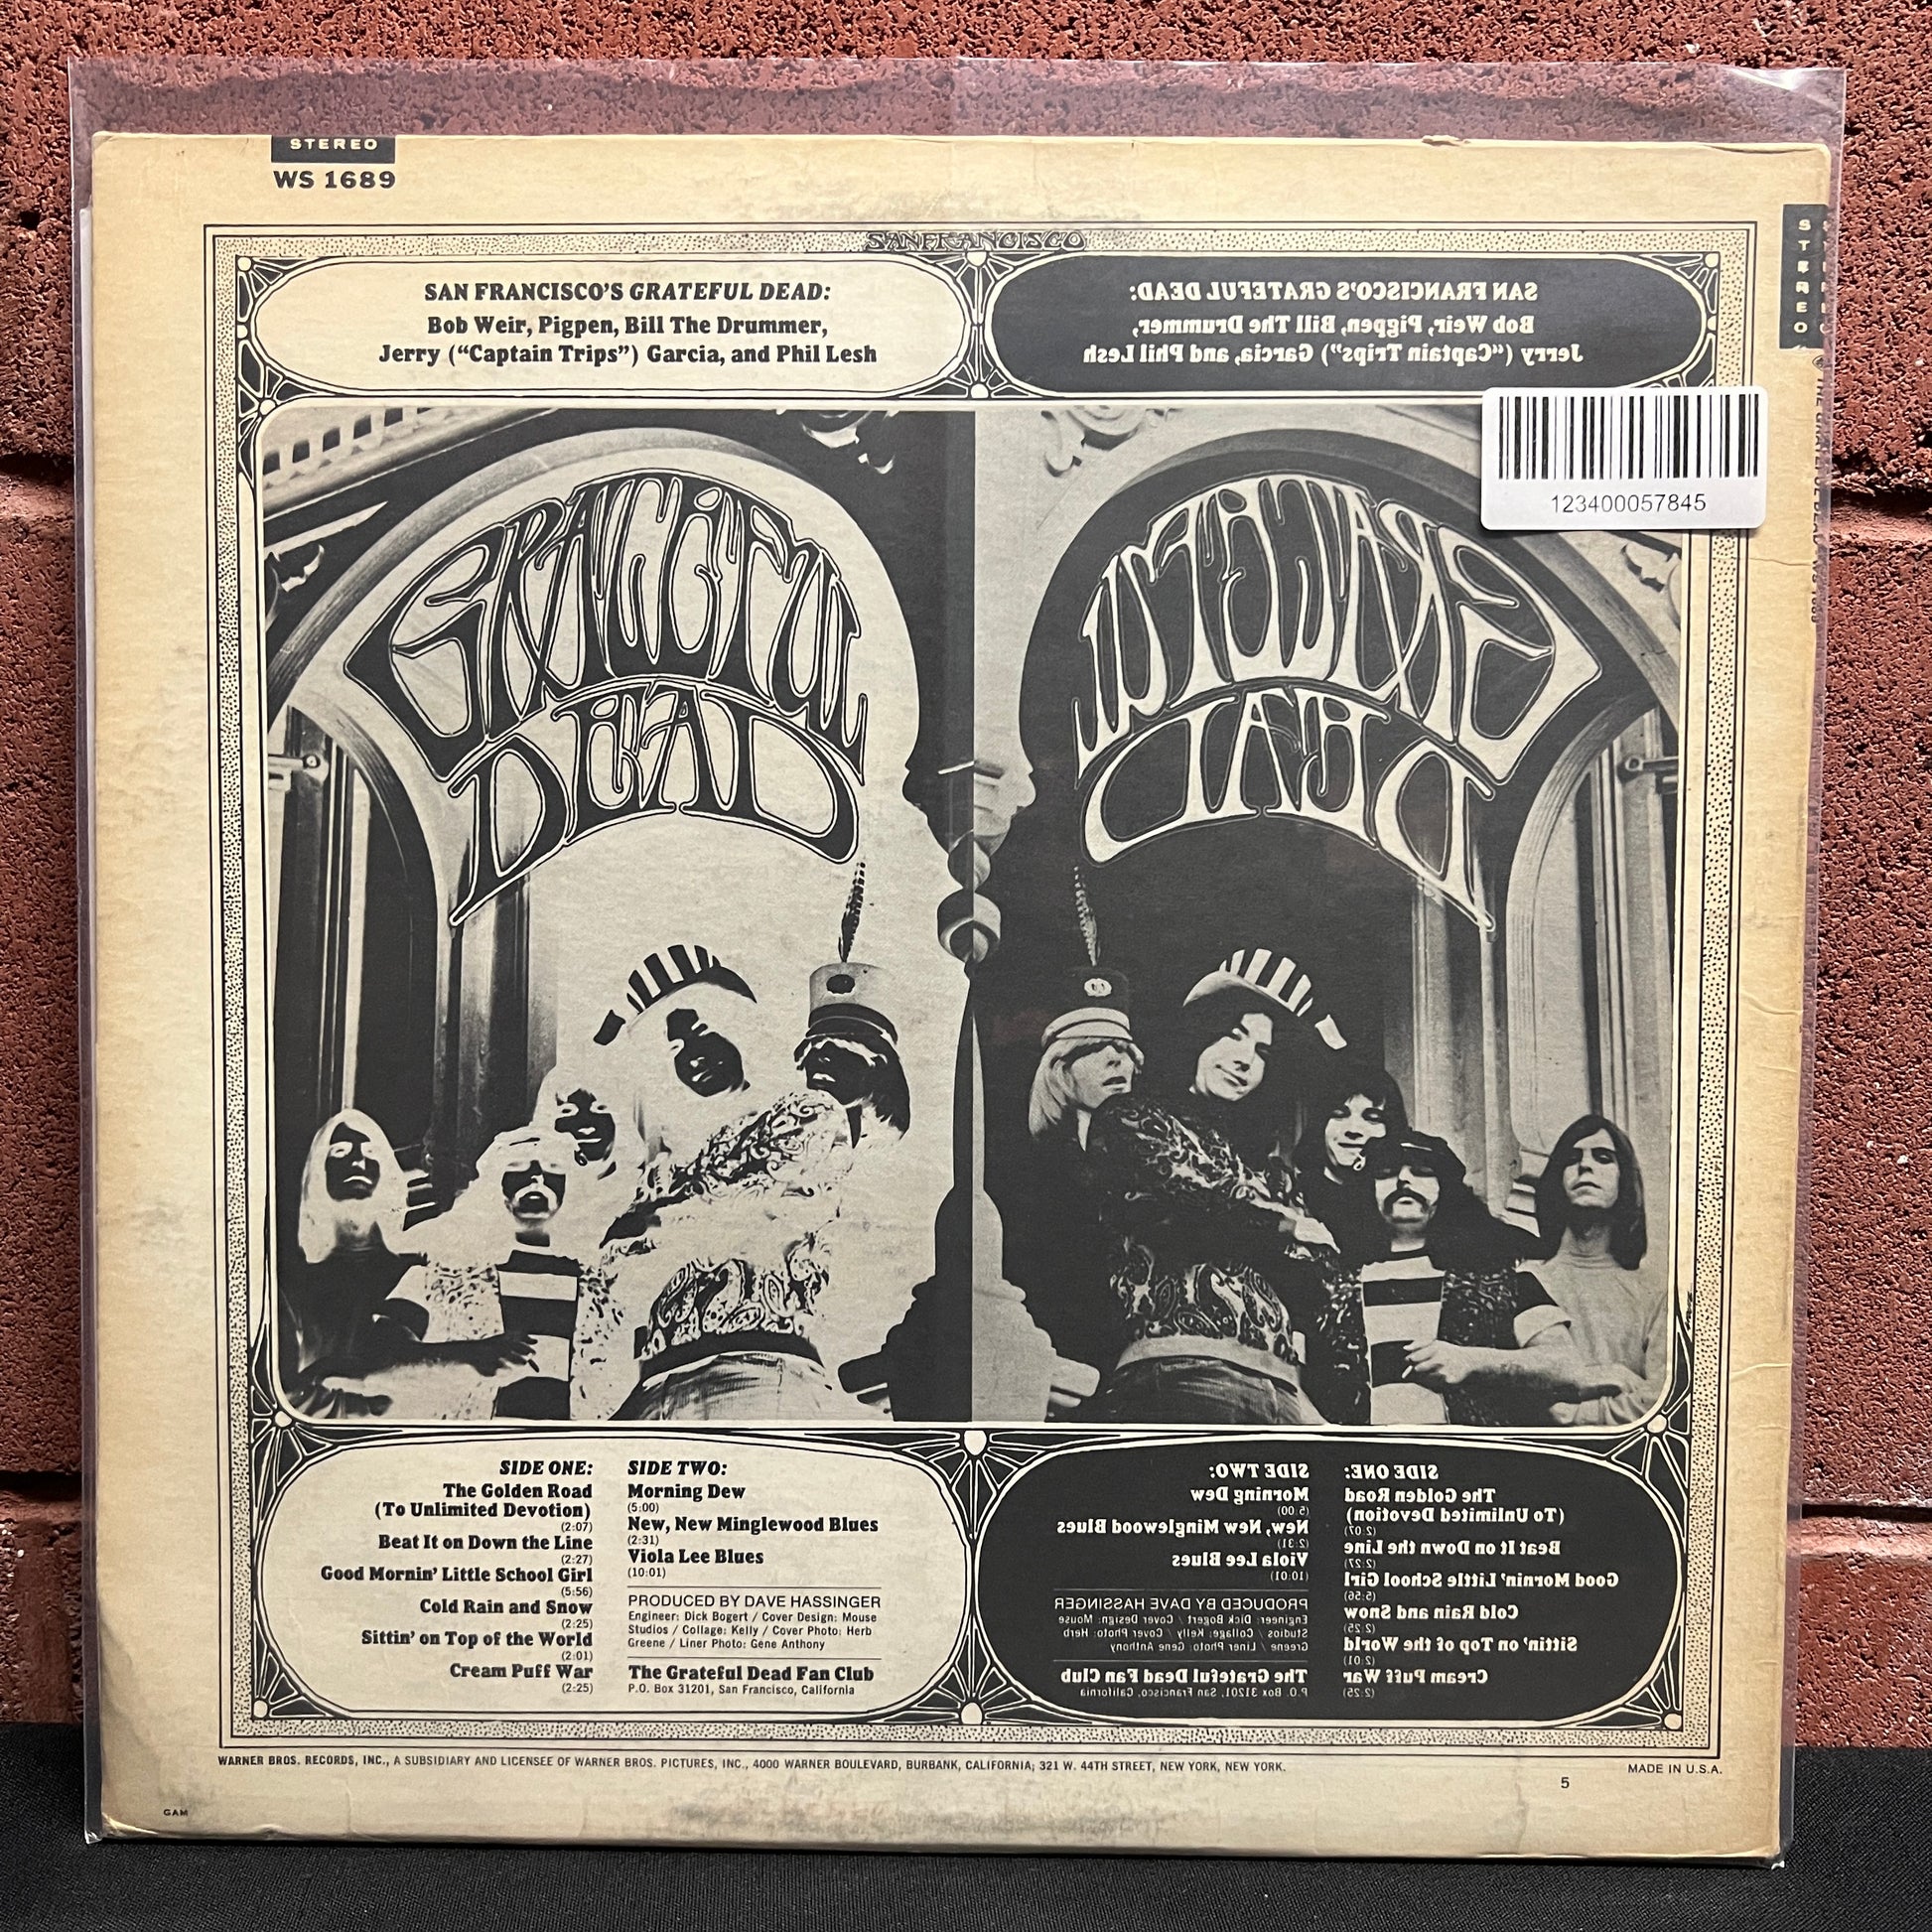 STEREO
WS 1689
SAN FRANCISCO
SAN FRANCISCO'S GRATEFUL DEAD:
Bob Weir, Pigpen, Bill The Drummer,
Jerry ("Captain Trips") Garcia, and Phil Lesh
SAN FRANCISCO'S GRATEFUL DEAD:
Bob Weir, Pigpen, Bill The Drummer,
Jerry ("Captain Trips") Garcia, and Phil Lesh
STEREO
123400057845
GRATEFUL
DEAD
GRATEFUL
DEAD
SIDE ONE:
The Golden Road
(To Unlimited Devotion)
(2:07)
Beat It on Down the Line
(2:27)
Good Mornin' Little School Girl
(5:56)
Cold Rain and Snow
(2:25)
Sittin' on Top of the World
(2:01)
Cream Puff War
(2:25)
SIDE TWO:
Morning Dew
(5:00)
New, New Minglewood Blues
(2:31)
Viola Lee Blues
(10:01)
PRODUCED BY DAVE HASSINGER
Engineer: Dick Bogert / Cover Design: Mouse
Studios / Collage: Kelly / Cover Photo: Herb
Greene / Liner Photo: Gene Anthony
The Grateful Dead Fan Club
P.O. Box 31201, San Francisco, California
SIDE TWO:
Morning Dew
(5:00)
New, New Minglewood Blues
(2:31)
Viola Lee Blues
(10:01)
PRODUCED BY DAVE HASSINGER
Engineer: Dick Bogert / Cover Design: Mouse
Studios / Collage: Kelly / Cover Photo: Herb
Greene / Liner Photo: Gene Anthony
The Grateful Dead Fan Club
P.O. Box 31201, San Francisco, California
SIDE ONE:
The Golden Road
(To Unlimited Devotion)
(2:07)
Beat It on Down the Line
(2:27)
Good Mornin' Little School Girl
(5:56)
Cold Rain and Snow
(2:25)
Sittin' on Top of the World
(2:01)
Cream Puff War
(2:25)
WARNER BROS. RECORDS, INC., A SUBSIDIARY AND LICENSEE OF WARNER BROS. PICTURES, INC., 4000 WARNER BOULEVARD, BURBANK, CALIFORNIA; 321 W. 44TH STREET, NEW YORK, NEW YORK.
MADE IN U.S.A.
5
GAM